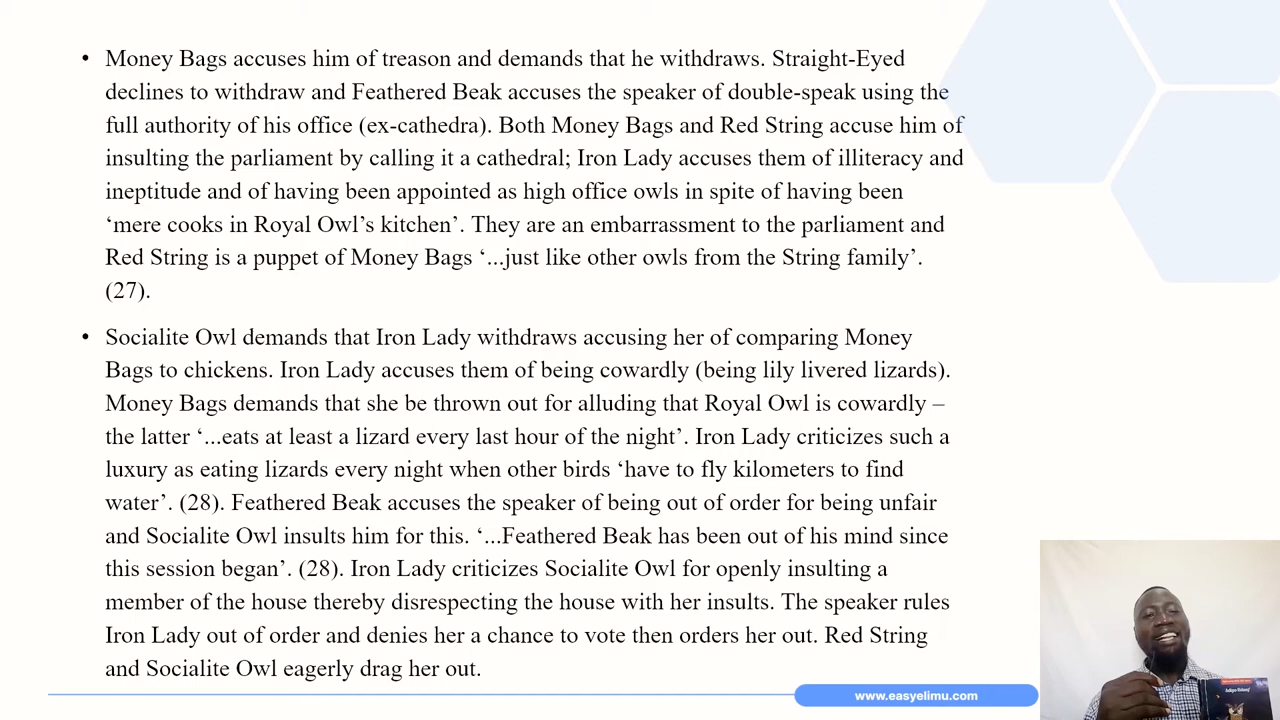 • Money Bags accuses him of treason and demands that he withdraws. Straight-Eyed
declines to withdraw and Feathered Beak accuses the speaker of double-speak using the
full authority of his office (ex-cathedra). Both Money Bags and Red String accuse him of
insulting the parliament by calling it a cathedral; Iron Lady accuses them of illiteracy and
ineptitude and of having been appointed as high office owls in spite of having been
‘mere cooks in Royal Owl’s kitchen’. They are an embarrassment to the parliament and
Red String is a puppet of Money Bags ‘...just like other owls from the String family’.
(27).
• Socialite Owl demands that Iron Lady withdraws accusing her of comparing Money
Bags to chickens. Iron Lady accuses them of being cowardly (being lily livered lizards).
Money Bags demands that she be thrown out for alluding that Royal Owl is cowardly –
the latter ‘...eats at least a lizard every last hour of the night’. Iron Lady criticizes such a
luxury as eating lizards every night when other birds ‘have to fly kilometers to find
water’. (28). Feathered Beak accuses the speaker of being out of order for being unfair
and Socialite Owl insults him for this. ‘...Feathered Beak has been out of his mind since
this session began’. (28). Iron Lady criticizes Socialite Owl for openly insulting a
member of the house thereby disrespecting the house with her insults. The speaker rules
Iron Lady out of order and denies her a chance to vote then orders her out. Red String
and Socialite Owl eagerly drag her out.
www.easyelimu.com